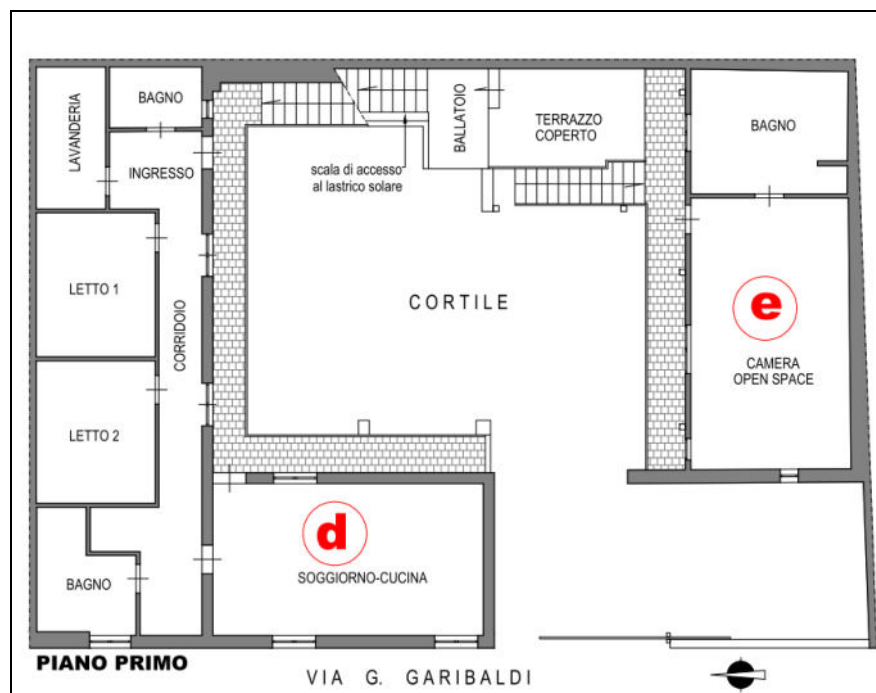 LAVANDERIA
BAGNO
INGRESSO
scala di accesso
al lastrico solare
BALLATOIO
TERRAZZO
COPERTO
BAGNO
LETTO 1
CORRIDOIO
CORTILE
e
CAMERA
OPEN SPACE
LETTO 2
d
SOGGIORNO-CUCINA
BAGNO
PIANO PRIMO
VIA G. GARIBALDI